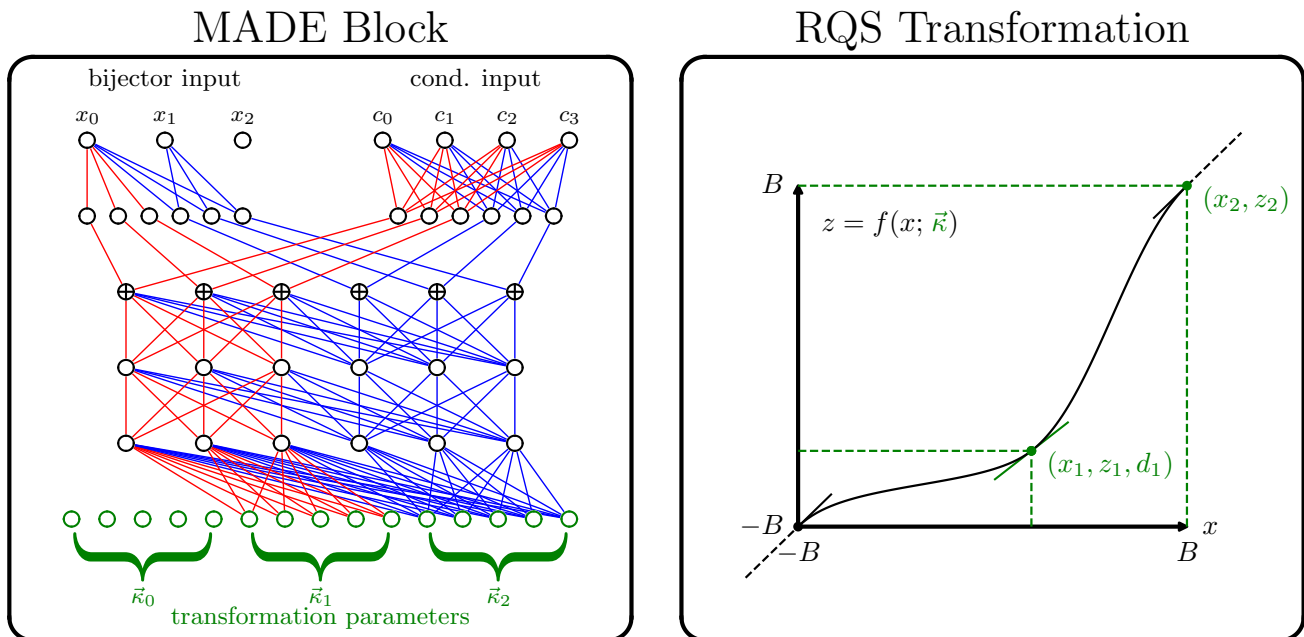 MADE Block
bijector input cond. input
x₀ x₁ x₂ c₀ c₁ c₂ c₃
κ⃗₀ κ⃗₁ κ⃗₂
transformation parameters
RQS Transformation
B
(x₂, z₂)
z = f(x; κ⃗)
(x₁, z₁, d₁)
−B
x
−B
B